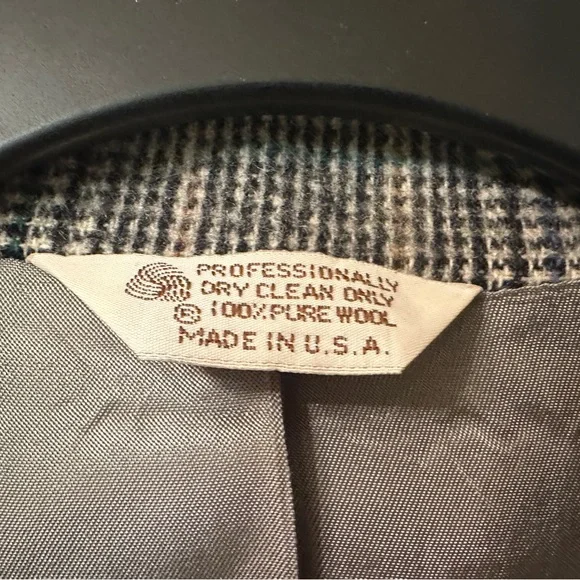 PROFESSIONALLY
DRY CLEAN ONLY
© 100% PURE WOOL
MADE IN U.S.A.